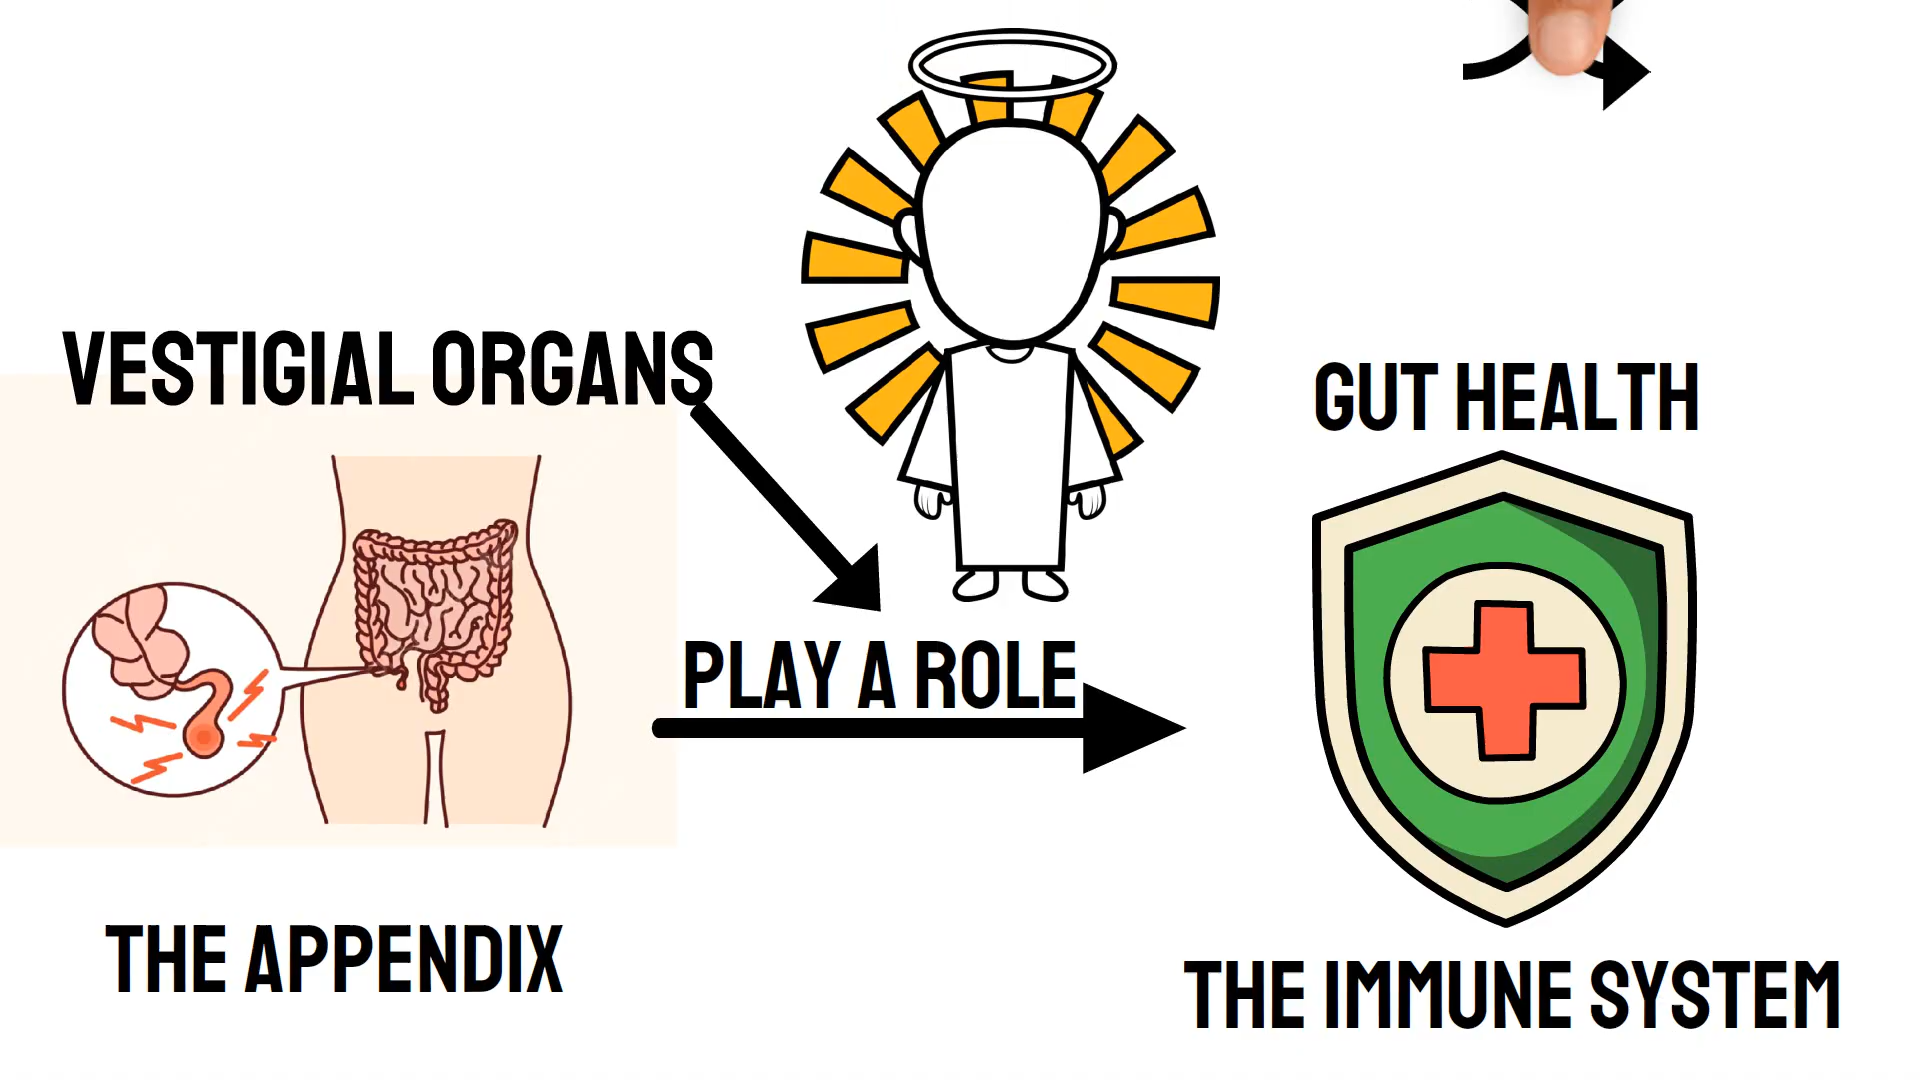 VESTIGIAL ORGANS
GUT HEALTH
PLAY A ROLE
THE APPENDIX
THE IMMUNE SYSTEM